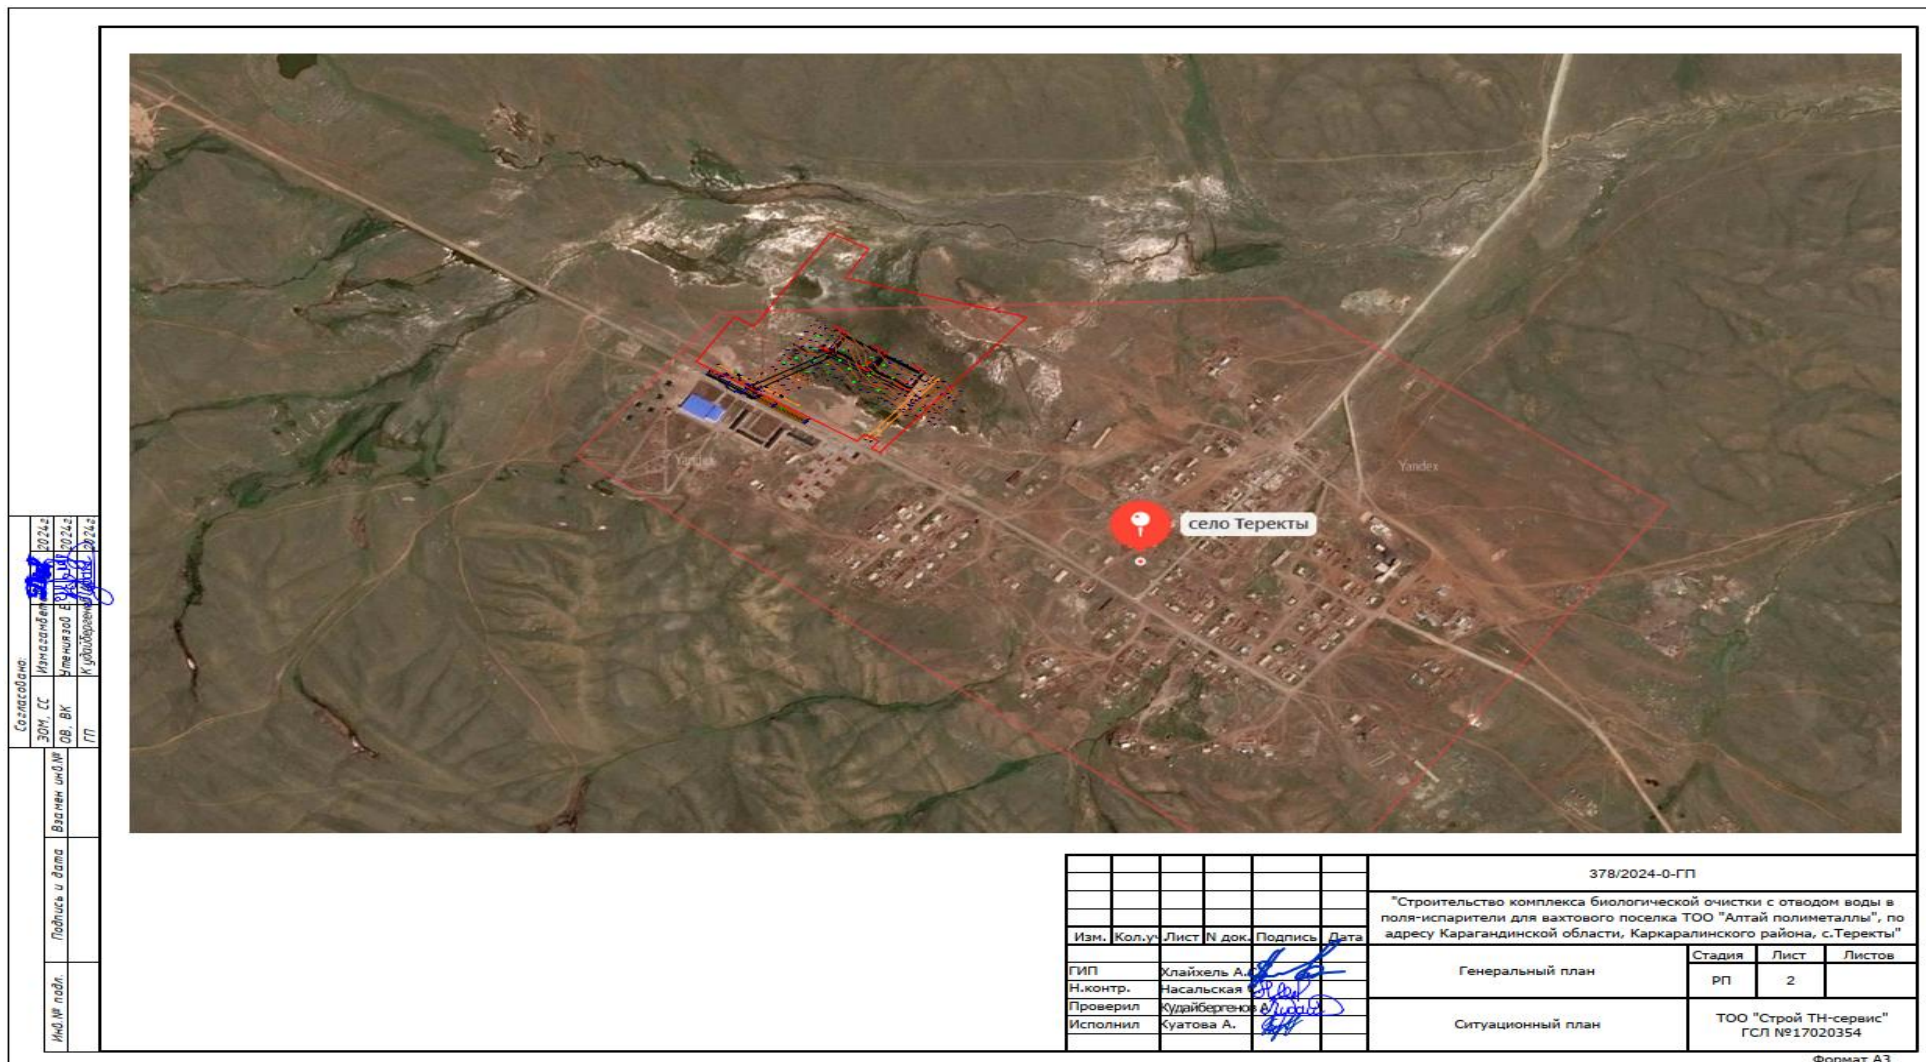 Yandex
Yandex
село Теректы
Согласовано:
ЭОМ, СС
2024г
ОВ, ВК
Утениязов Е.
2024г
ГП
Кудайбергенов
2024г
Взамен инв.№
Подпись и дата
Инв.№ подл.
378/2024-0-ГП
"Строительство комплекса биологической очистки с отводом воды в
поля-испарители для вахтового поселка ТОО "Алтай полиметаллы", по
адресу Карагандинской области, Каркаралинского района, с.Теректы"
Изм. Кол.уч Лист N док. Подпись Дата
Генеральный план
Стадия Лист Листов
РП 2
ГИП Хлайхель А.
Н.контр. Насальская
Проверил Кудайбергенов А.
Исполнил Куатова А.
Ситуационный план
ТОО "Строй ТН-сервис"
ГСЛ №17020354
Формат А3